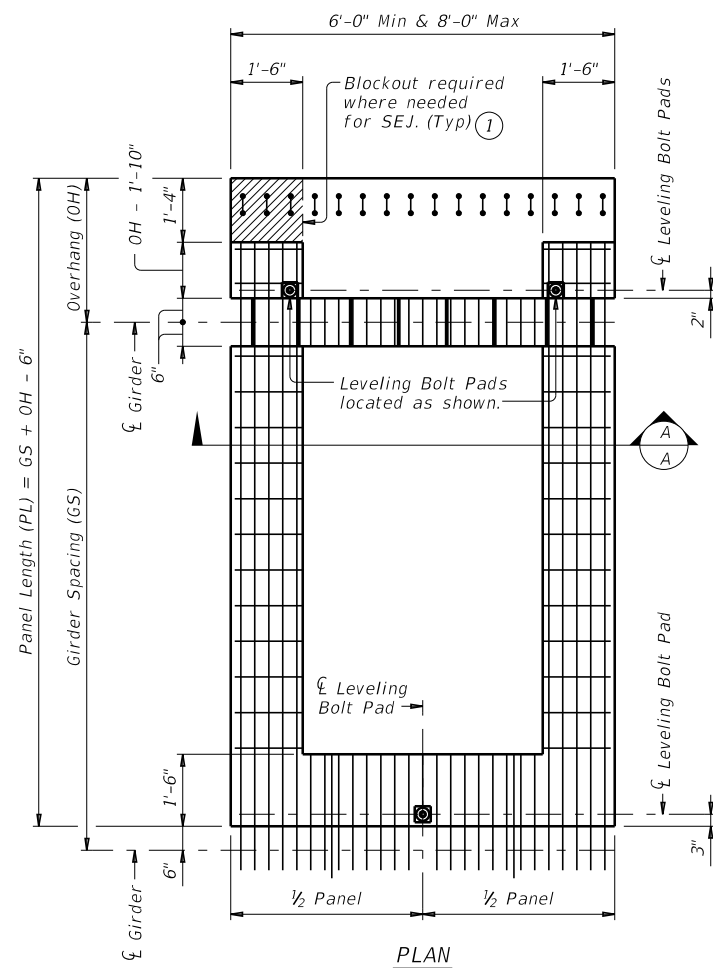 6'-0" Min & 8'-0" Max
1'-6"
1'-6"
Blockout required
where needed
for SEJ. (Typ) 1
℄ Leveling Bolt Pads
OH - 1'-10"
Overhang (OH)
1'-4"
2"
6"
℄ Girder
Leveling Bolt Pads
located as shown.
A
A
Panel Length (PL) = GS + OH - 6"
Girder Spacing (GS)
℄ Leveling
Bolt Pad
℄ Leveling Bolt Pad
1'-6"
3"
6"
½ Panel
½ Panel
℄ Girder
PLAN